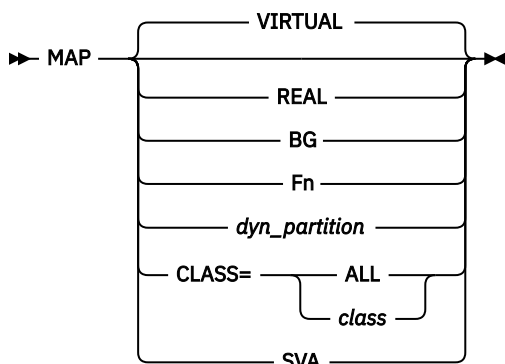 VIRTUAL
MAP
REAL
BG
Fn
dyn_partition
CLASS= ALL
class
SVA